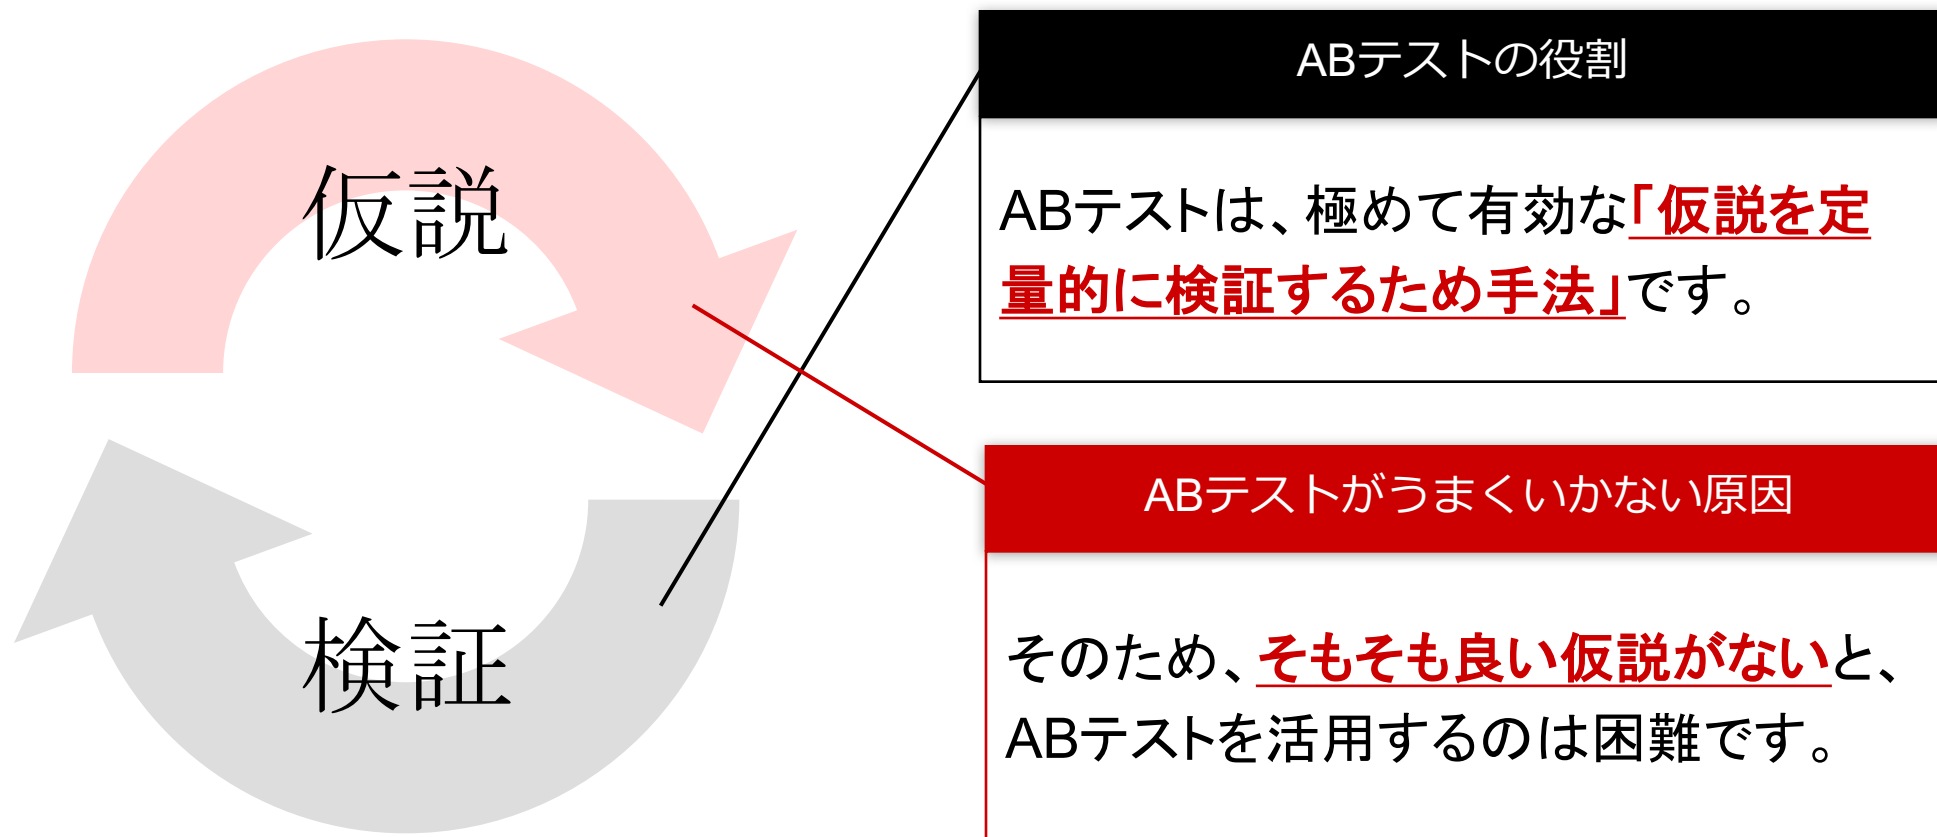 仮説
検証
ABテストの役割
ABテストは、極めて有効な「仮説を定
量的に検証するため手法」です。
ABテストがうまくいかない原因
そのため、そもそも良い仮説がないと、
ABテストを活用するのは困難です。